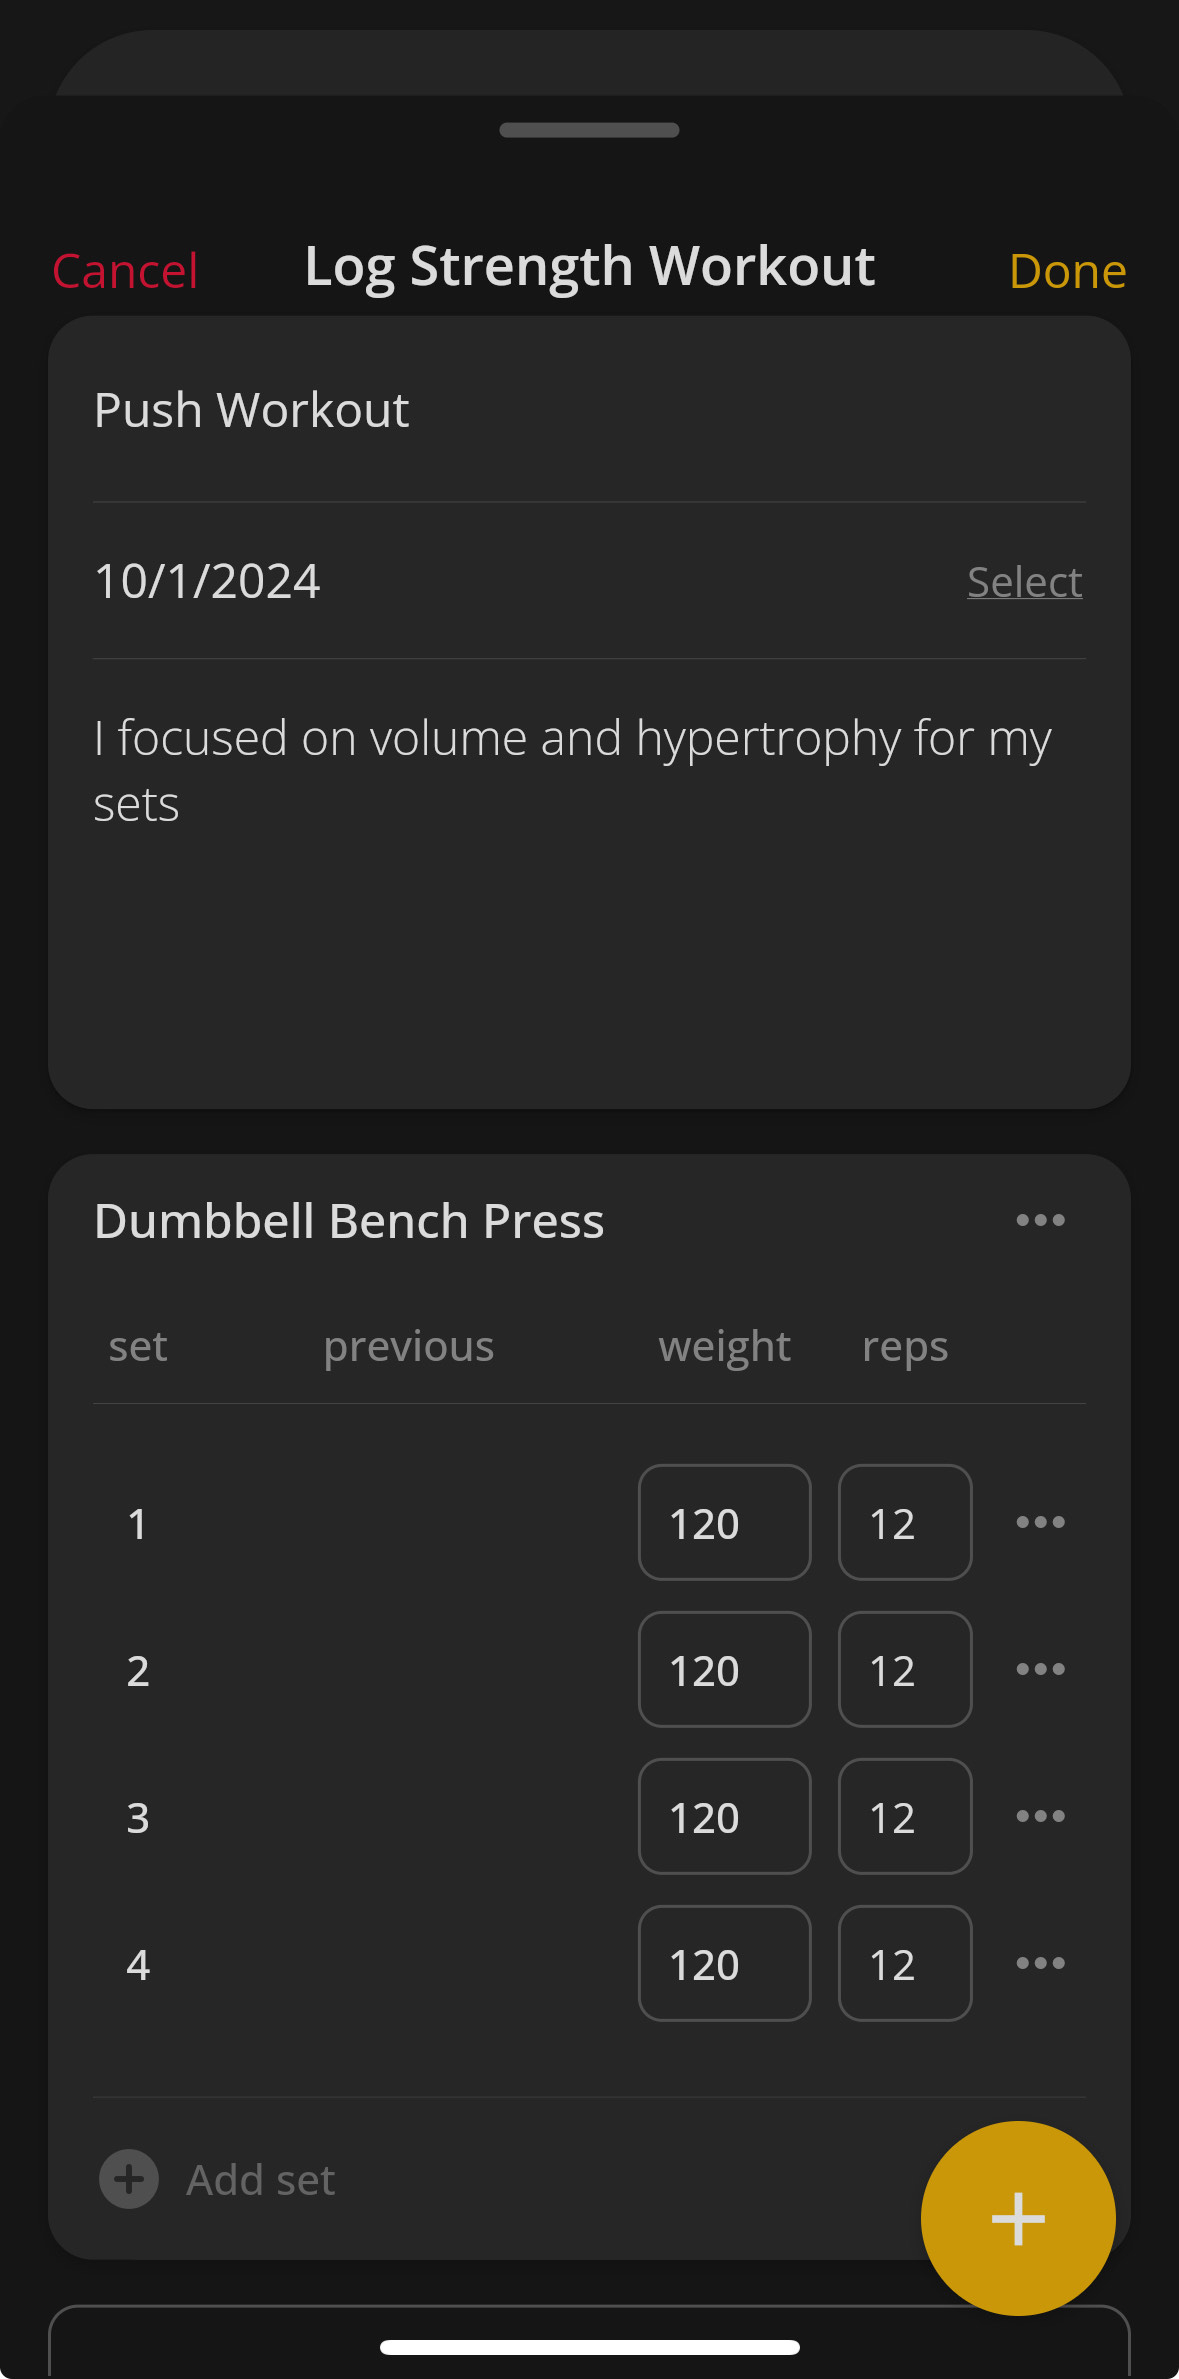 Cancel Log Strength Workout Done
Push Workout
10/1/2024 Select
I focused on volume and hypertrophy for my
sets
Dumbbell Bench Press
set previous weight reps
1 120 12
2 120 12
3 120 12
4 120 12
Add set